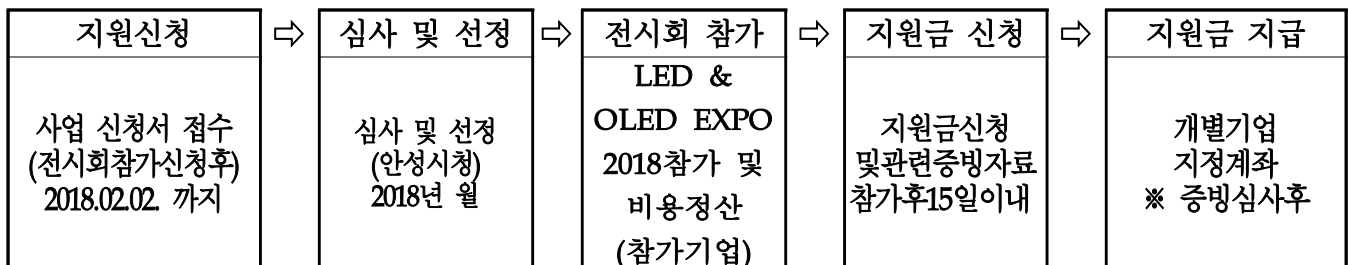 지원신청 ⇨ 심사 및 선정 ⇨ 전시회 참가 ⇨ 지원금 신청 ⇨ 지원금 지급
사업 신청서 접수
(전시회참가신청후)
2018.02.02. 까지
심사 및 선정
(안성시청)
2018년 월
LED &
OLED EXPO
2018참가 및
비용정산
(참가기업)
지원금신청
및관련증빙자료
참가후15일이내
개별기업
지정계좌
※ 증빙심사후